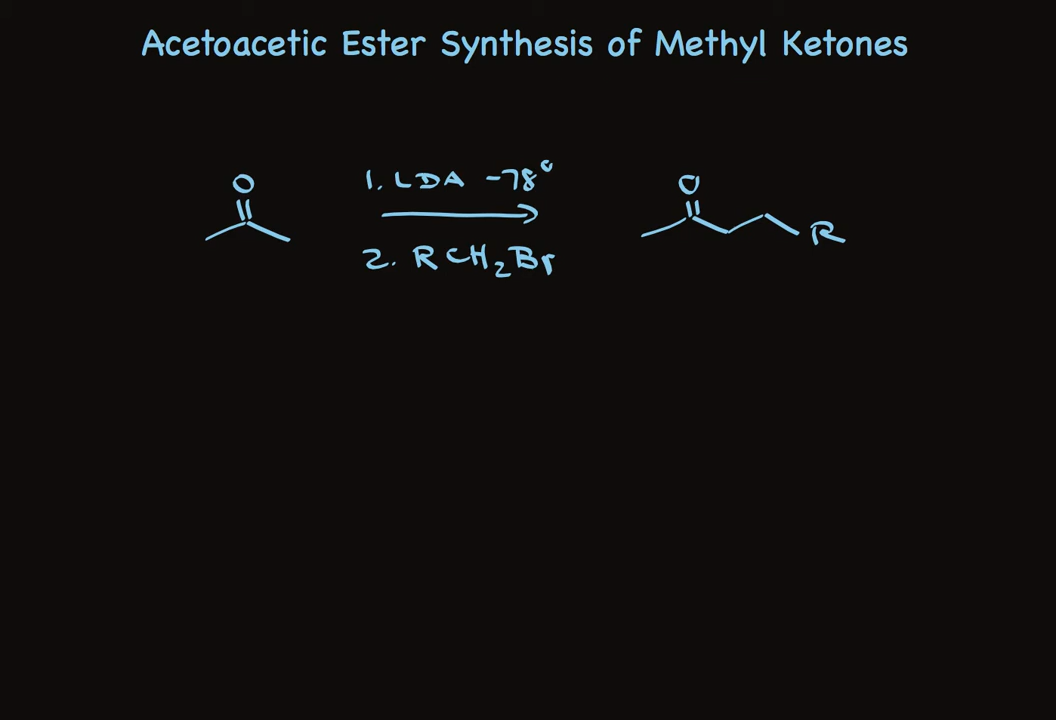 Acetoacetic Ester Synthesis of Methyl Ketones
O
1. LDA -78°
O
2. RCH₂Br
R